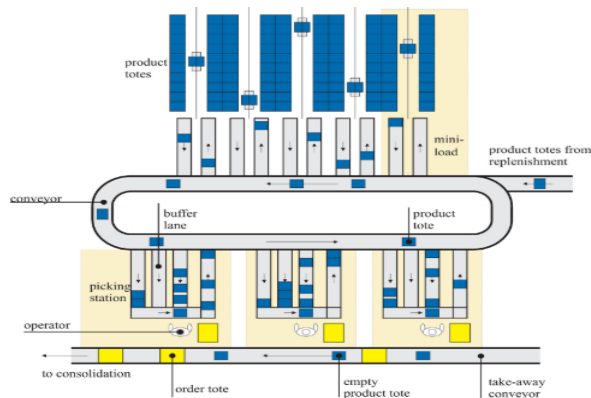 product
totes
mini-
load
product totes from
replenishment
conveyor
buffer
lane
product
tote
picking
station
operator
to consolidation
order tote
empty
product tote
take-away
conveyor